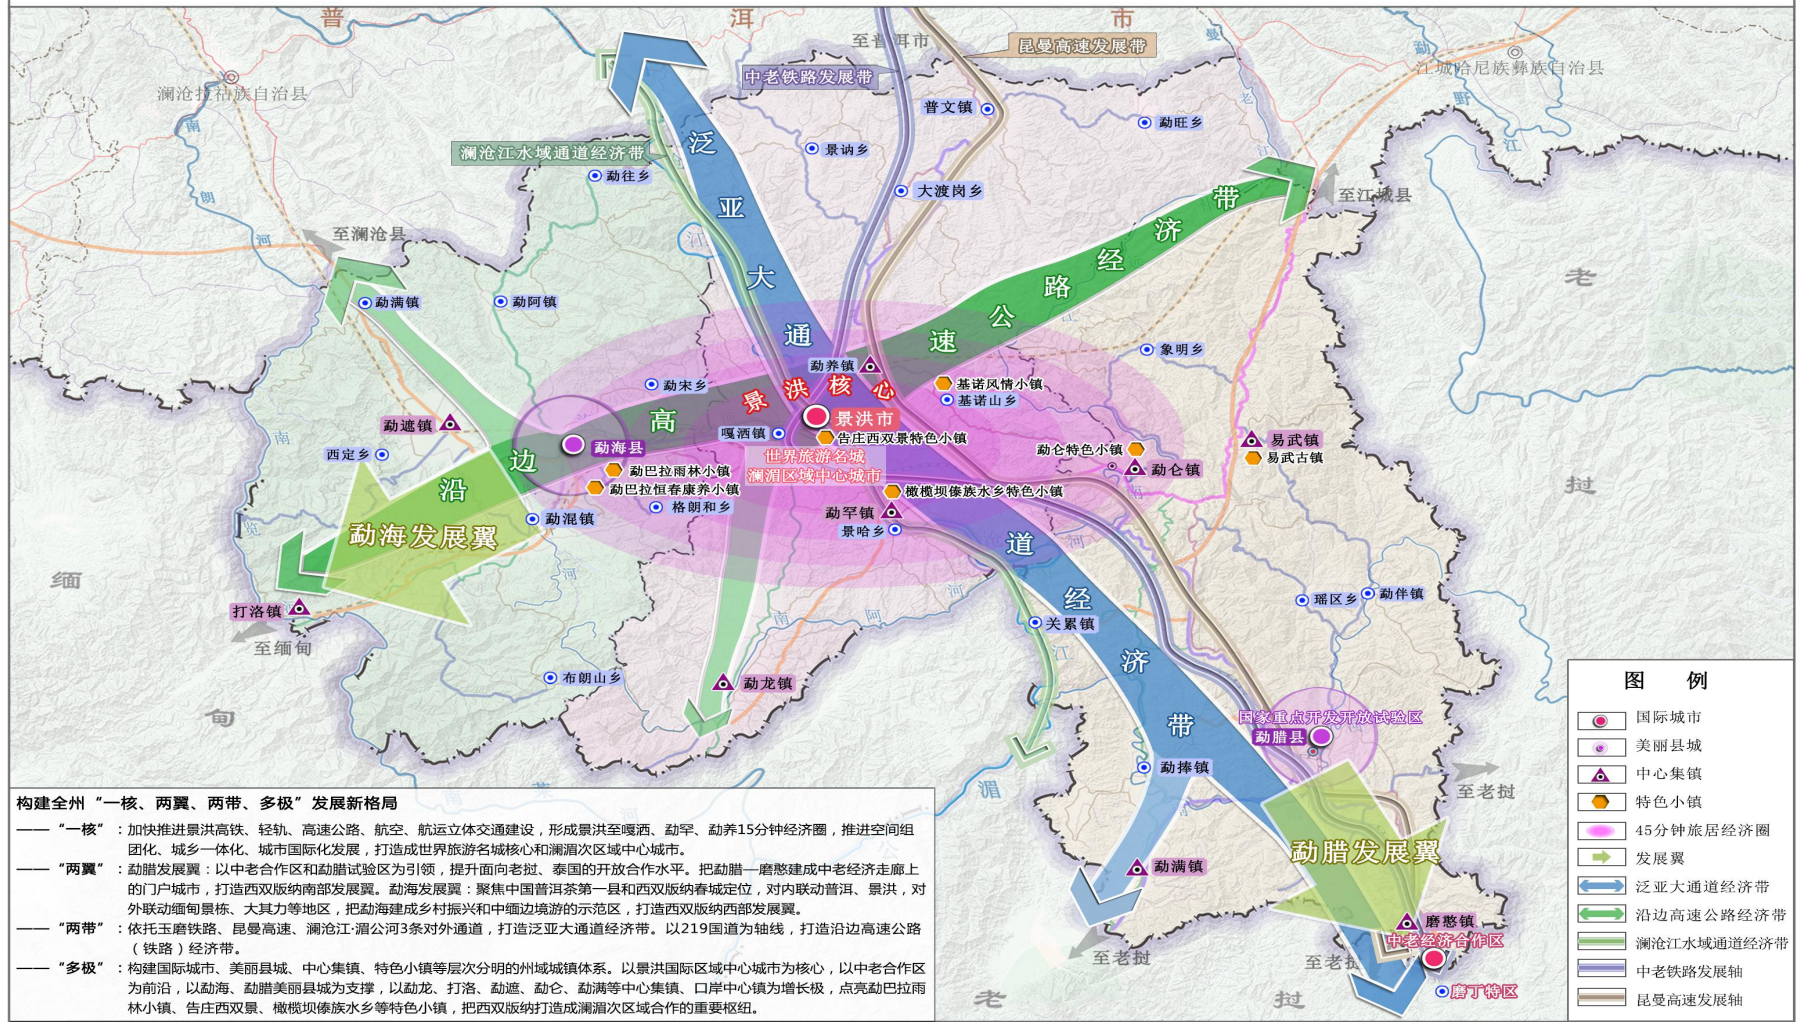 普
洱
市
至普洱市
昆曼高速发展带
中老铁路发展带
江城哈尼族彝族自治县
澜沧拉祜族自治县
普文镇
勐旺乡
景讷乡
澜沧江水域通道经济带
勐往乡
大渡岗乡
至江城县
至澜沧县
泛亚大通道经济带
沿边高速公路经济带
勐满镇
勐阿镇
象明乡
勐养镇
勐宋乡
景洪核心
基诺风情小镇
基诺山乡
景洪市
勐遮镇
嘎洒镇
告庄西双景特色小镇
易武镇
易武古镇
勐海县
西定乡
世界旅游名城
澜湄区域中心城市
勐仑特色小镇
勐仑镇
勐巴拉雨林小镇
勐巴拉恒春康养小镇
橄榄坝傣族水乡特色小镇
格朗和乡
勐罕镇
勐混镇
景哈乡
勐海发展翼
缅
甸
老
挝
打洛镇
至缅甸
瑶区乡
勐伴镇
关累镇
布朗山乡
勐龙镇
国家重点开发开放试验区
勐腊县
勐捧镇
至老挝
湄
勐腊发展翼
勐满镇
磨憨镇
中老经济合作区
至老挝
至老挝
磨丁特区
老
挝
构建全州“一核、两翼、两带、多极”发展新格局
——“一核”：加快推进景洪高铁、轻轨、高速公路、航空、航运立体交通建设，形成景洪至嘎洒、勐罕、勐养15分钟经济圈，推进空间组
团化、城乡一体化、城市国际化发展，打造成世界旅游名城核心和澜湄次区域中心城市。
——“两翼”：勐腊发展翼：以中老合作区和勐腊试验区为引领，提升面向老挝、泰国的开放合作水平。把勐腊—磨憨建成中老经济走廊上
的门户城市，打造西双版纳南部发展翼。勐海发展翼：聚焦中国普洱茶第一县和西双版纳春城定位，对内联动普洱、景洪，对
外联动缅甸景栋、大其力等地区，把勐海建成乡村振兴和中缅边境游的示范区，打造西双版纳西部发展翼。
——“两带”：依托玉磨铁路、昆曼高速、澜沧江-湄公河3条对外通道，打造泛亚大通道经济带。以219国道为轴线，打造沿边高速公路
（铁路）经济带。
——“多极”：构建国际城市、美丽县城、中心集镇、特色小镇等层次分明的州域城镇体系。以景洪国际区域中心城市为核心，以中老合作区
为前沿，以勐海、勐腊美丽县城为支撑，以勐龙、打洛、勐遮、勐仑、勐满等中心集镇、口岸中心镇为增长极，点亮勐巴拉雨
林小镇、告庄西双景、橄榄坝傣族水乡等特色小镇，把西双版纳打造成澜湄次区域合作的重要枢纽。
图 例
国际城市
美丽县城
中心集镇
特色小镇
45分钟旅居经济圈
发展翼
泛亚大通道经济带
沿边高速公路经济带
澜沧江水域通道经济带
中老铁路发展轴
昆曼高速发展轴